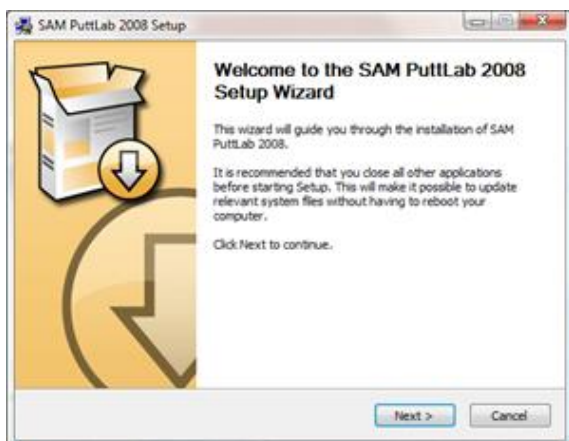 SAM PuttLab 2008 Setup
Welcome to the SAM PuttLab 2008
Setup Wizard
This wizard will guide you through the installation of SAM
PuttLab 2008.
It is recommended that you close all other applications
before starting Setup. This will make it possible to update
relevant system files without having to reboot your
computer.
Click Next to continue.
Next >
Cancel